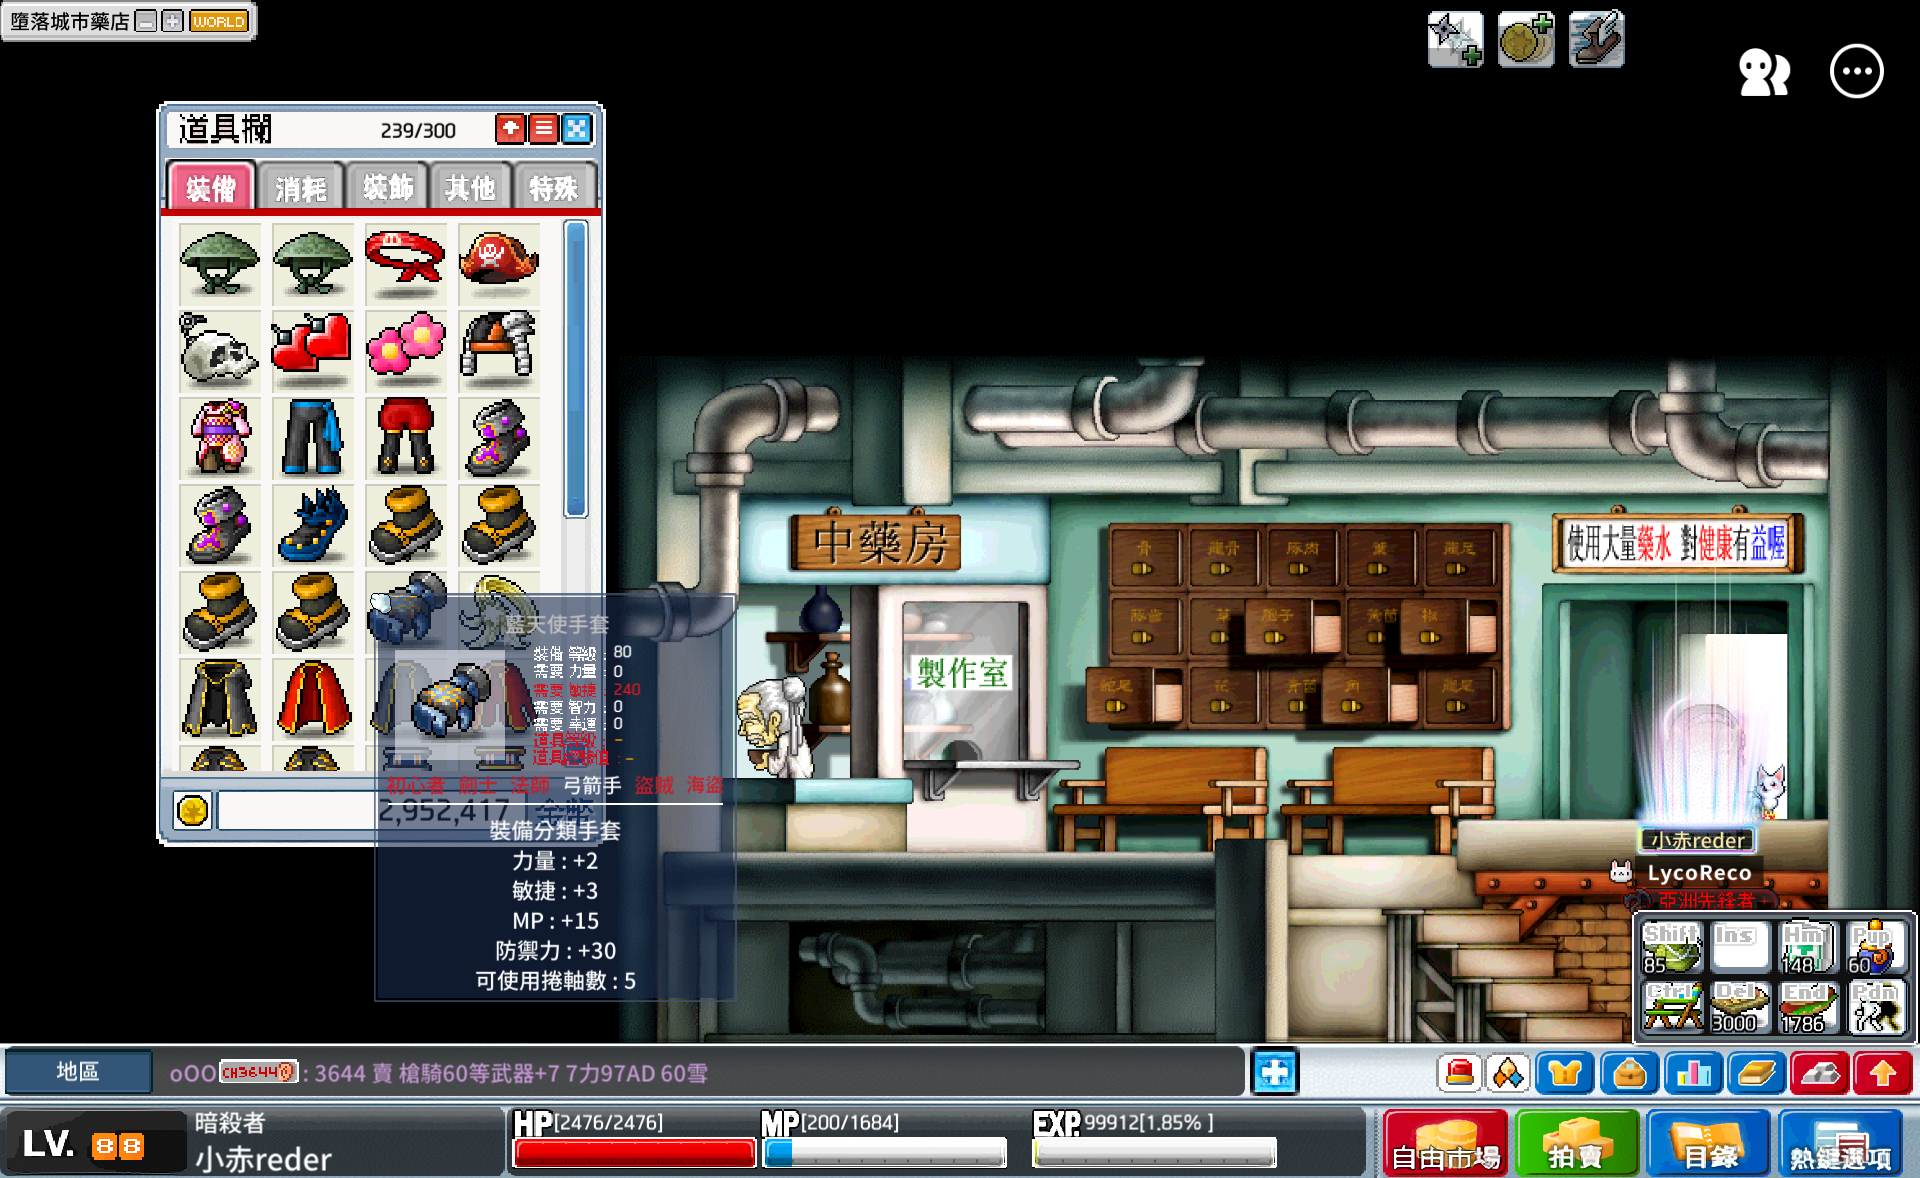 墮落城市藥店
WORLD
道具欄
239/300
裝備 消耗 裝飾 其他 特殊
藍天使手套
裝備 等級 : 80
需要 力量 : 0
需要 敏捷 : 240
需要 智力 : 0
需要 幸運 : 0
初心者 劍士 法師 弓箭手 盜賊 海盜
2,952,417
裝備分類手套
力量 : +2
敏捷 : +3
MP : +15
防禦力 : +30
可使用捲軸數 : 5
中藥房
製作室
使用大量藥水 對健康有益喔
小赤reder
LycoReco
亞洲先鋒者
Shift 85
Ins
Hm 148
Pup 60
Ctrl
Del 3000
End 1786
Pdn
地區
oOO CH3644 : 3644 賣 槍騎60等武器+7 7力97AD 60雪
LV. 88
暗殺者
小赤reder
HP[2476/2476]
MP[200/1684]
EXP.99912[1.85% ]
自由市場
拍賣
目錄
熱鍵選項